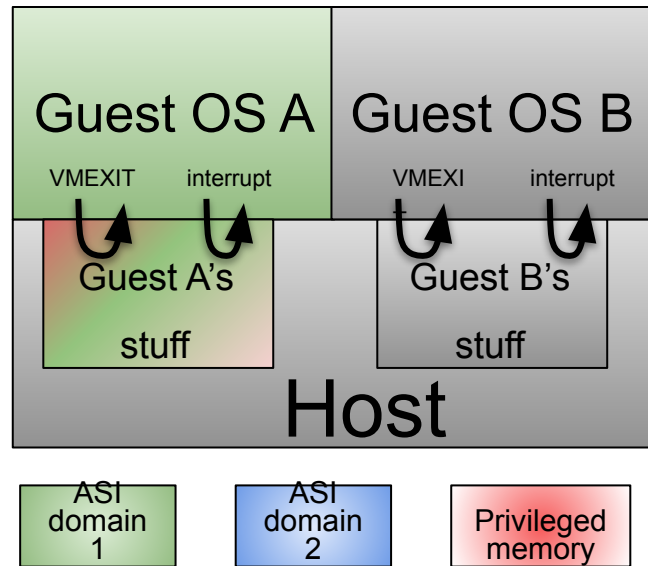 Guest OS A
Guest OS B
VMEXIT interrupt
VMEXI interrupt
Guest A's
stuff
Guest B's
stuff
Host
ASI
domain
1
ASI
domain
2
Privileged
memory